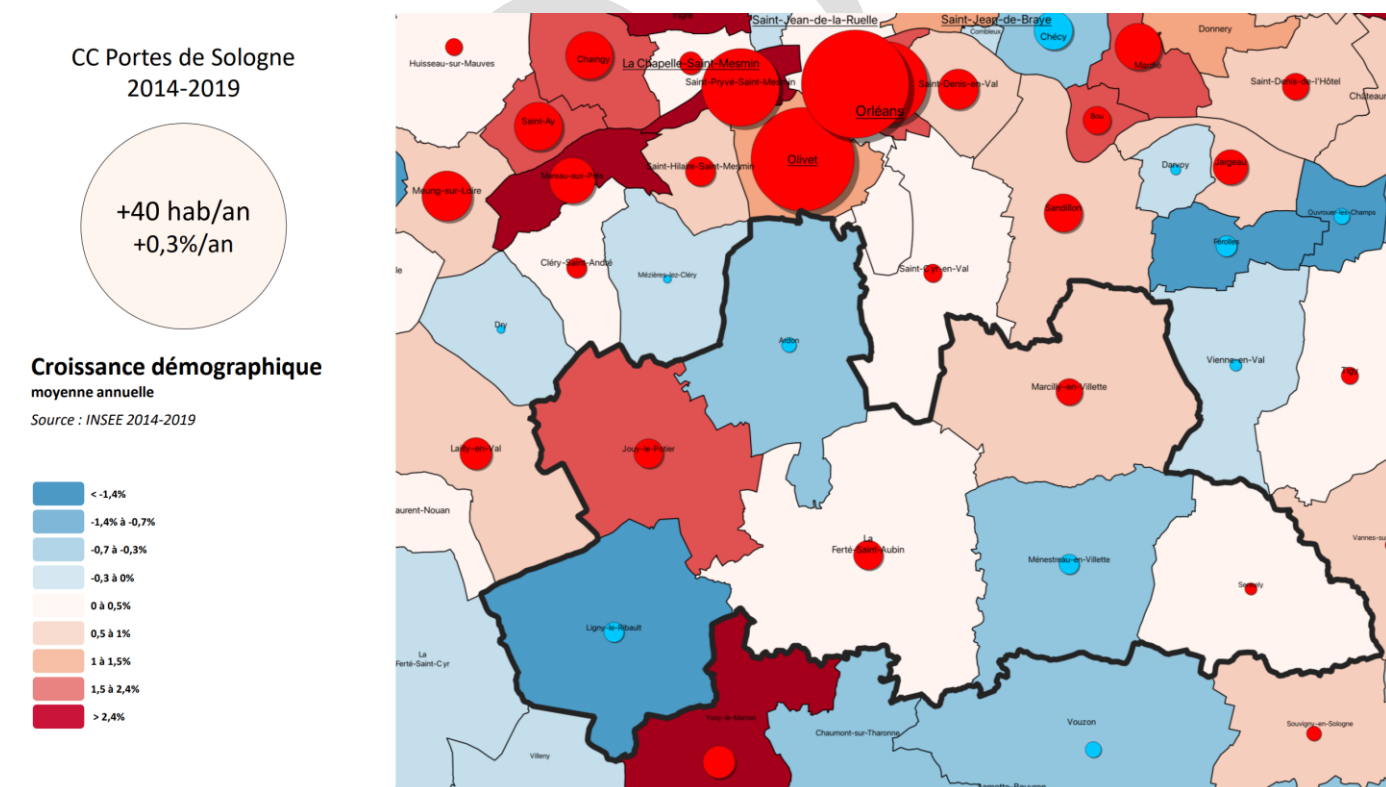 CC Portes de Sologne
2014-2019
+40 hab/an
+0,3%/an
Croissance démographique
moyenne annuelle
Source : INSEE 2014-2019
< -1,4%
-1,4% à -0,7%
-0,7 à -0,3%
-0,3 à 0%
0 à 0,5%
0,5 à 1%
1 à 1,5%
1,5 à 2,4%
> 2,4%
Saint-Jean-de-la-Ruelle
Saint-Jean-de-Braye
Combleux
Chécy
Donnery
Huisseau-sur-Mauves
Chaingy
La Chapelle-Saint-Mesmin
Saint-Pryvé-Saint-Mesmin
Saint-Denis-en-Val
Mardié
Saint-Denis-de-l'Hôtel
Orléans
Saint-Ay
Bou
Olivet
Saint-Hilaire-Saint-Mesmin
Mareau-aux-Prés
Meung-sur-Loire
Darvoy
Jargeau
Sandillon
Ouvrouer-les-Champs
Férolles
Cléry-Saint-André
Mézières-lez-Cléry
Saint-Cyr-en-Val
Dry
Ardon
Vienne-en-Val
Tigy
Marcilly-en-Villette
Lailly-en-Val
Jouy-le-Potier
aurent-Nouan
La
Ferté-Saint-Aubin
Ménestreau-en-Villette
Sennely
Vannes-su
Ligny-le-Ribault
La
Ferté-Saint-Cyr
Yvoy-le-Marron
Chaumont-sur-Tharonne
Vouzon
Souvigny-en-Sologne
Villeny